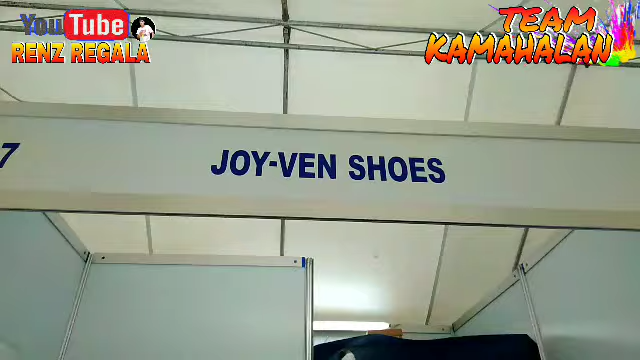 YouTube
RENZ REGALA
TEAM
KAMAHALAN
7
JOY-VEN SHOES